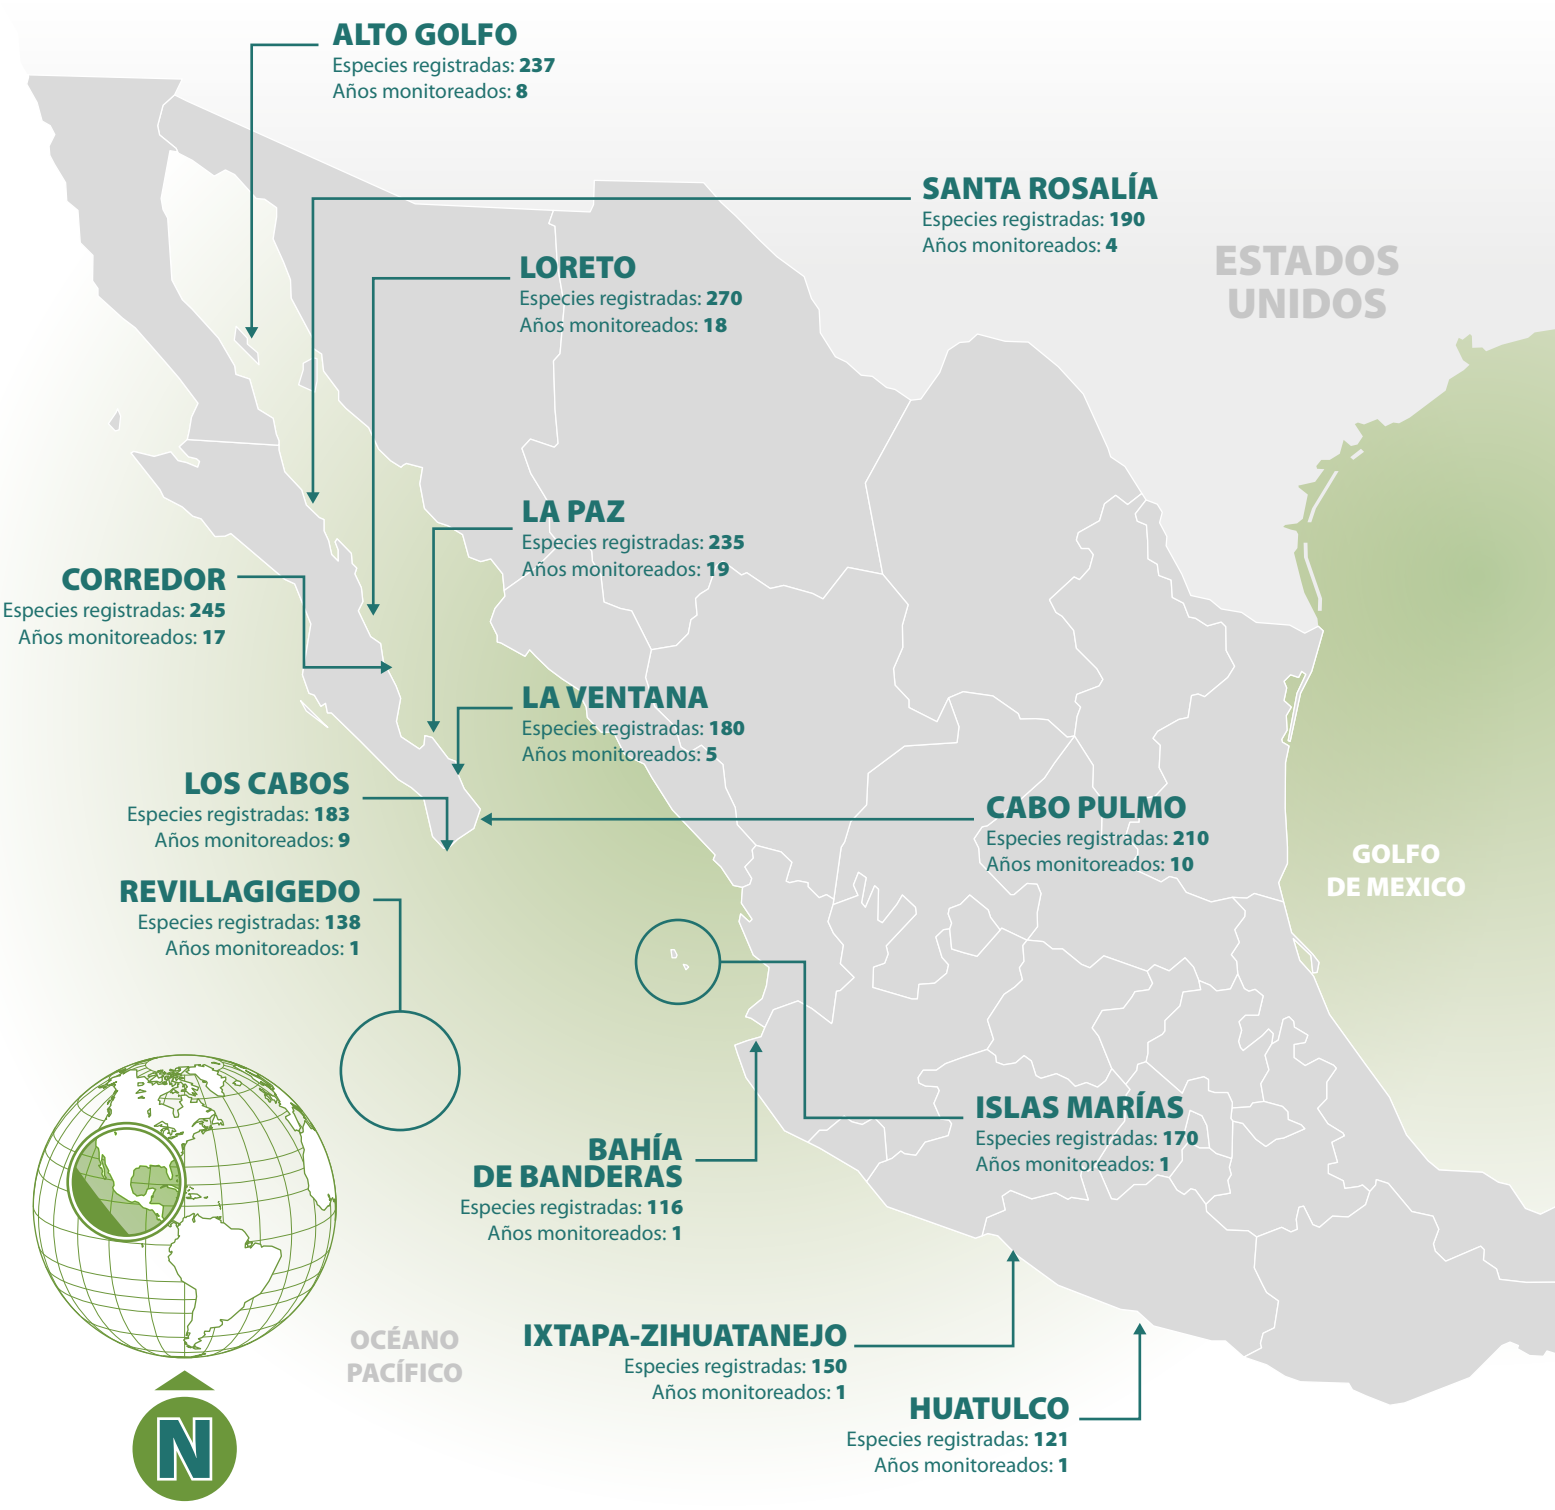 ALTO GOLFO
Especies registradas: 237
Años monitoreados: 8
SANTA ROSALÍA
Especies registradas: 190
Años monitoreados: 4
ESTADOS
UNIDOS
LORETO
Especies registradas: 270
Años monitoreados: 18
LA PAZ
Especies registradas: 235
Años monitoreados: 19
CORREDOR
Especies registradas: 245
Años monitoreados: 17
LA VENTANA
Especies registradas: 180
Años monitoreados: 5
LOS CABOS
Especies registradas: 183
Años monitoreados: 9
CABO PULMO
Especies registradas: 210
Años monitoreados: 10
GOLFO
DE MEXICO
REVILLAGIGEDO
Especies registradas: 138
Años monitoreados: 1
ISLAS MARÍAS
Especies registradas: 170
Años monitoreados: 1
BAHÍA
DE BANDERAS
Especies registradas: 116
Años monitoreados: 1
OCÉANO
PACÍFICO
IXTAPA-ZIHUATANEJO
Especies registradas: 150
Años monitoreados: 1
HUATULCO
Especies registradas: 121
Años monitoreados: 1
N